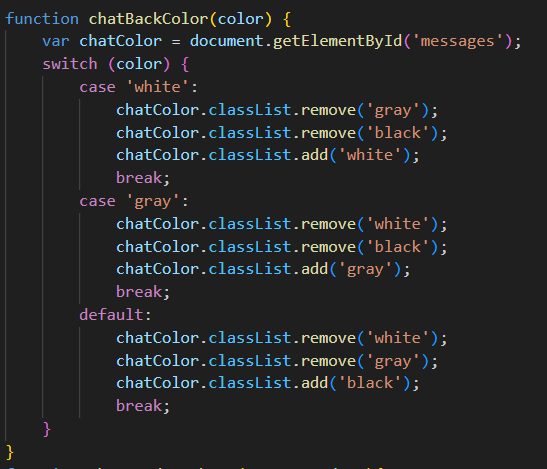 function chatBackColor(color) {
    var chatColor = document.getElementById('messages');
    switch (color) {
        case 'white':
            chatColor.classList.remove('gray');
            chatColor.classList.remove('black');
            chatColor.classList.add('white');
            break;
        case 'gray':
            chatColor.classList.remove('white');
            chatColor.classList.remove('black');
            chatColor.classList.add('gray');
            break;
        default:
            chatColor.classList.remove('white');
            chatColor.classList.remove('gray');
            chatColor.classList.add('black');
            break;
    }
}